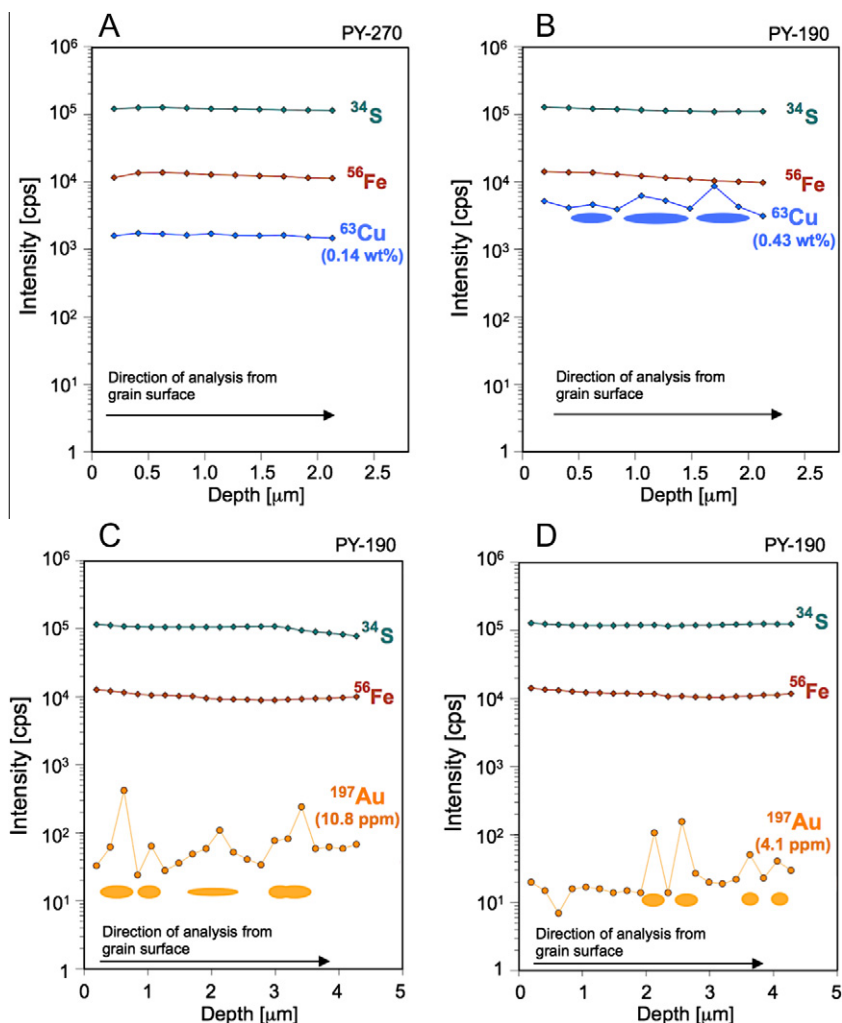 A
PY-270
10⁶
10⁵
10⁴
10³
10²
10¹
1
Intensity [cps]
³⁴S
⁵⁶Fe
⁶³Cu
(0.14 wt%)
Direction of analysis from
grain surface
0 0.5 1.0 1.5 2.0 2.5
Depth [μm]
B
PY-190
10⁶
10⁵
10⁴
10³
10²
10¹
1
Intensity [cps]
³⁴S
⁵⁶Fe
⁶³Cu
(0.43 wt%)
Direction of analysis from
grain surface
0 0.5 1.0 1.5 2.0 2.5
Depth [μm]
C
PY-190
10⁶
10⁵
10⁴
10³
10²
10¹
1
Intensity [cps]
³⁴S
⁵⁶Fe
¹⁹⁷Au
(10.8 ppm)
Direction of analysis from
grain surface
0 1 2 3 4 5
Depth [μm]
D
PY-190
10⁶
10⁵
10⁴
10³
10²
10¹
1
Intensity [cps]
³⁴S
⁵⁶Fe
¹⁹⁷Au
(4.1 ppm)
Direction of analysis from
grain surface
0 1 2 3 4 5
Depth [μm]